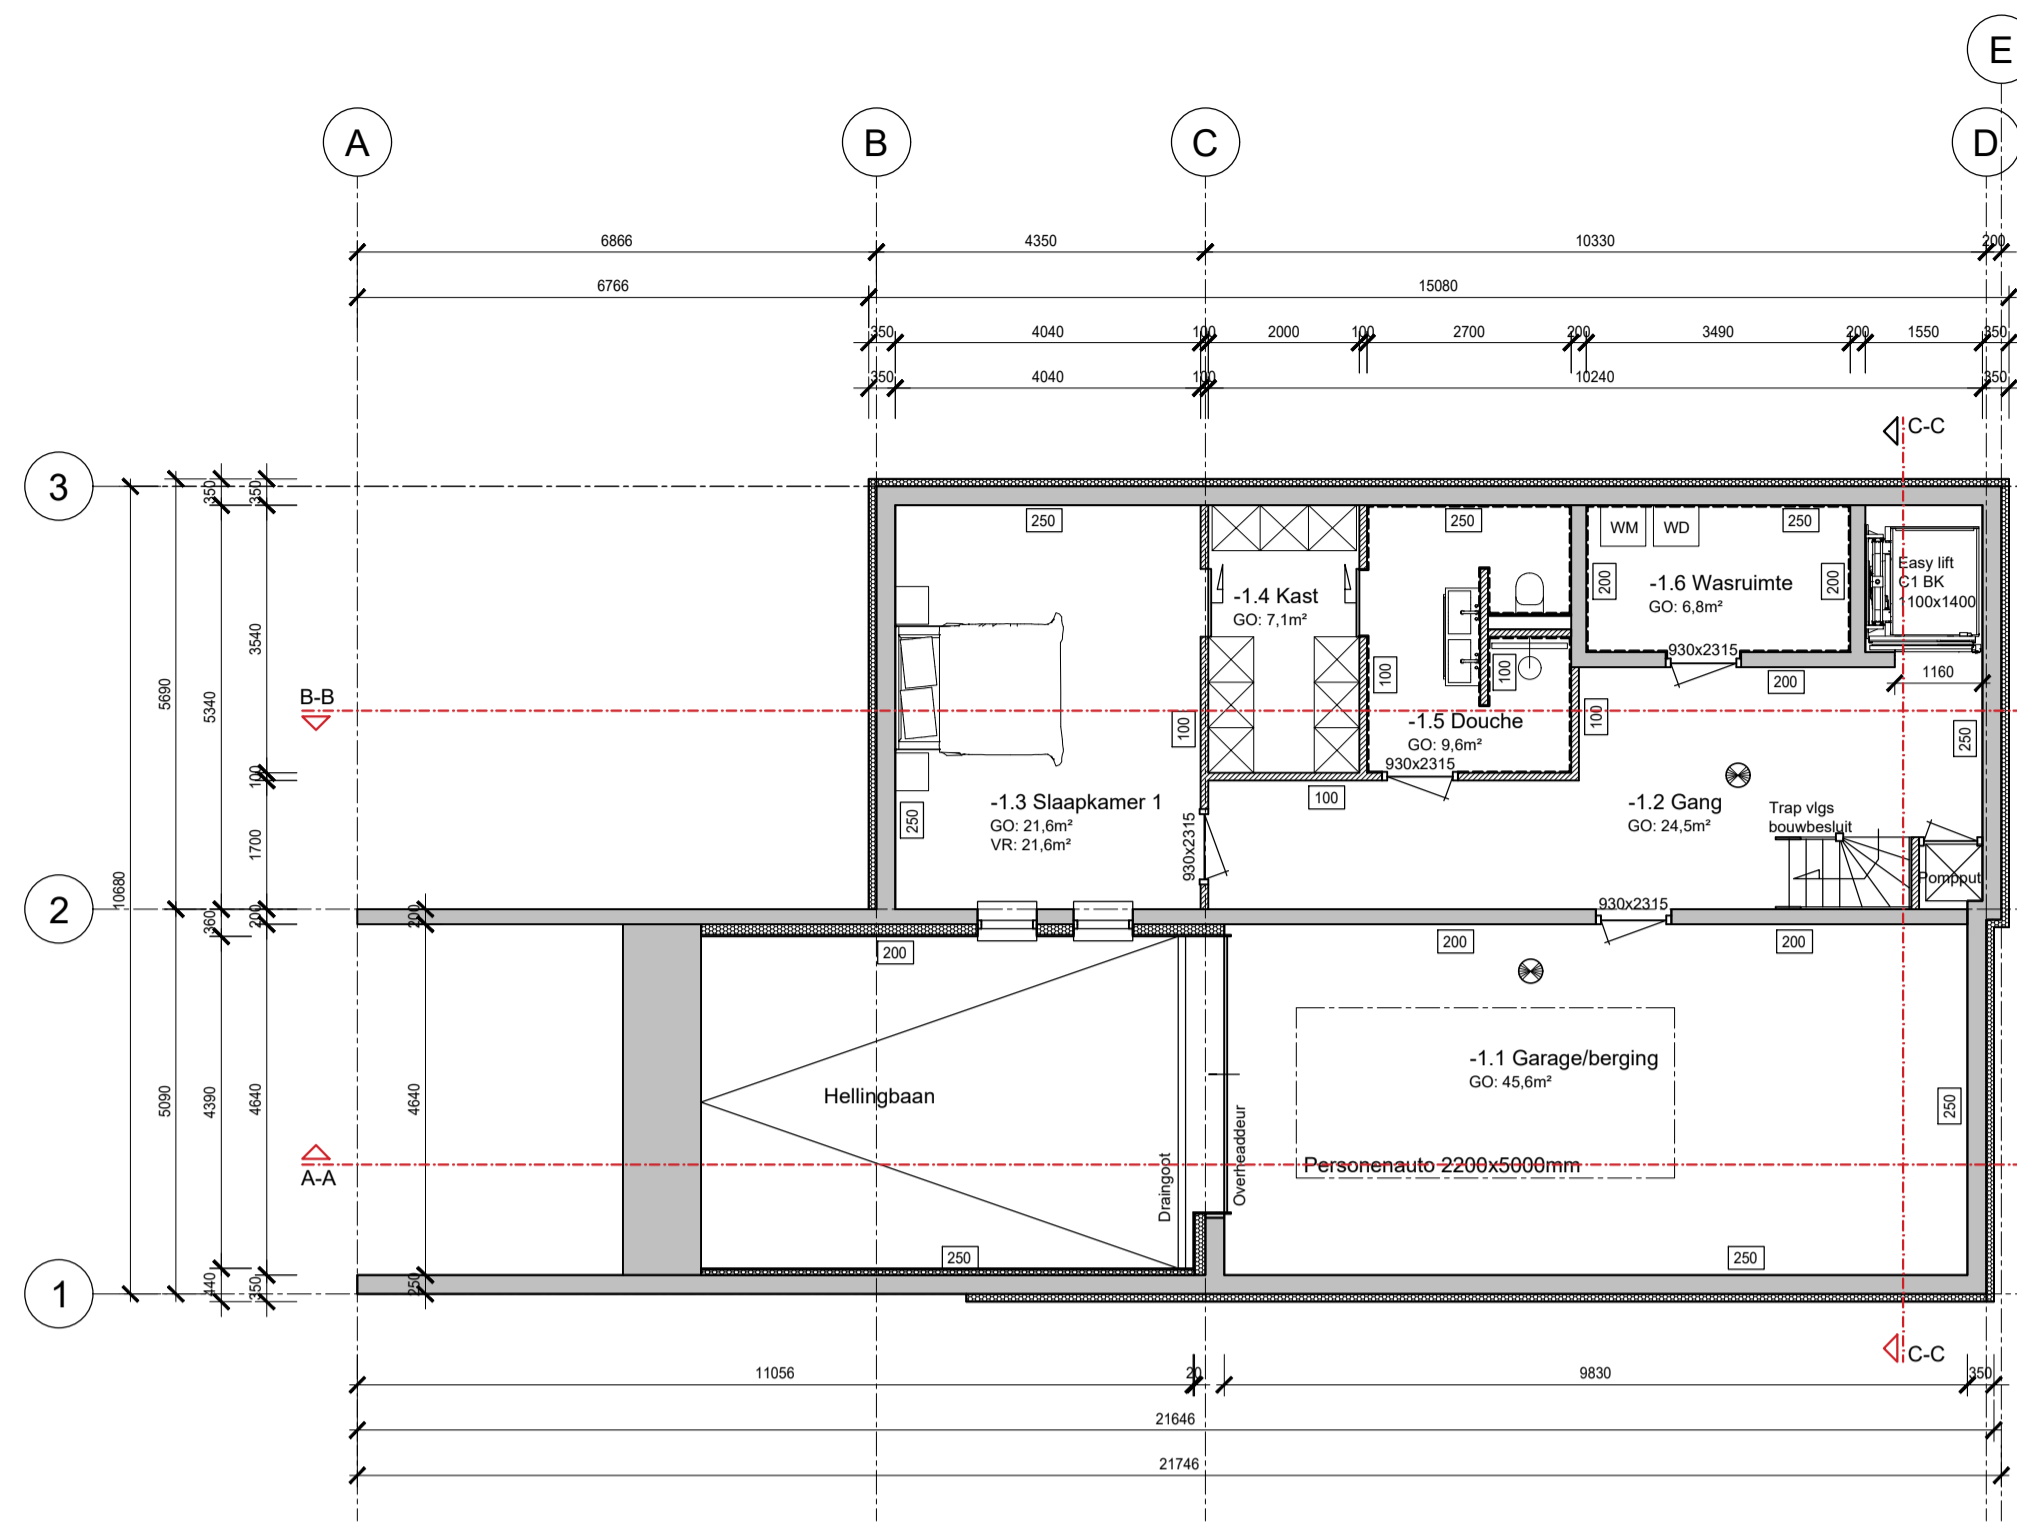 E
A
B
C
D
6866
4350
10330
200
6766
15080
350
4040
100
2000
100
2700
200
3490
200
1550
350
350
4040
100
10240
350
C-C
3
2
1
10680
5690
5090
350
5340
360
4390
440
350
3540
100
1700
200
4640
350
200
4640
250
250
250
250
WM
WD
Easy lift
C1 BK
1100x1400
-1.4 Kast
GO: 7,1m²
200
-1.6 Wasruimte
GO: 6,8m²
200
930x2315
1160
200
100
100
100
100
250
B-B
-1.5 Douche
GO: 9,6m²
930x2315
100
-1.3 Slaapkamer 1
GO: 21,6m²
VR: 21,6m²
250
930x2315
-1.2 Gang
GO: 24,5m²
Trap vlgs
bouwbesluit
Pompput
930x2315
200
200
200
-1.1 Garage/berging
GO: 45,6m²
Hellingbaan
250
Draingoot
Overheaddeur
Personenauto 2200x5000mm
A-A
250
250
C-C
11056
20
9830
350
21646
21746